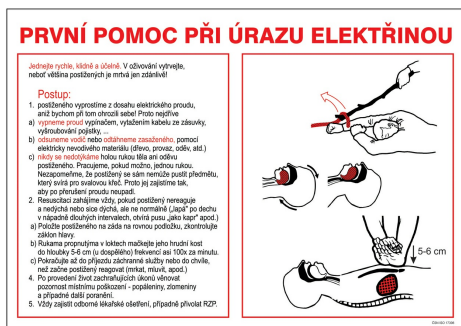 PRVNÍ POMOC PŘI ÚRAZU ELEKTŘINOU
Jednejte rychle, klidně a účelně. V oživování vytrvejte,
neboť většina postižených je mrtvá jen zdánlivě!
Postup:
1. postiženého vyprostíme z dosahu elektrického proudu,
aniž bychom při tom ohrozili sebe! Proto nejdřív
a) vypneme proud vypínačem, vytažením kabelu ze zásuvky,
vyšroubování pojistky, ...
b) odsuneme vodič nebo odtáhneme zasaženého, pomocí
elektricky nevodivého materiálu (dřevo, provaz, oděv, atd.)
c) nikdy se nedotýkáme holou rukou těla ani oděvu
postiženého. Pracujeme, pokud možno, jednou rukou.
Nezapomeňme, že postižený se sám nemůže pustit předmětu,
který svírá pro svalovou křeč. Proto jej zajistíme tak,
aby po přerušení proudu neupadl.
2. Resuscitaci zahájíme vždy, pokud postižený nereaguje
a nedýchá nebo sice dýchá, ale ne normálně („lapá" po dechu
v nápadně dlouhých intervalech, otvírá pusu „jako kapr" apod.)
a) Položte postiženého na záda na rovnou podložku, zkontrolujte
záklon hlavy.
b) Rukama propnutýma v loktech mačkejte jeho hrudní kost
do hloubky 5-6 cm (u dospělého) frekvencí asi 100x za minutu.
c) Pokračujte až do příjezdu záchranné služby nebo do chvíle,
než začne postižený reagovat (mrkat, mluvit, apod.)
4. Po provedení život zachraňujících úkonů věnovat
pozornost místnímu poškození - popáleniny, zlomeniny
a případné další poranění.
5. Vždy zajistit odborné lékařské ošetření, případně přivolat RZP.
5-6 cm